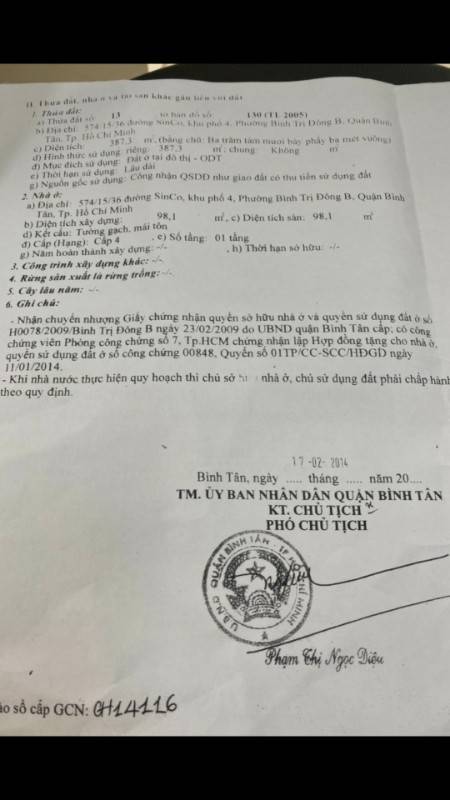 II. Thửa đất, nhà ở và tài sản khác gắn liền với đất
1. Thửa đất:
a) Thửa đất số: 13 tờ bản đồ số: 130 (TL 2005)
b) Địa chỉ: 574/15/36 đường SinCo, khu phố 4, Phường Bình Trị Đông B, Quận Bình
Tân, Tp. Hồ Chí Minh
c) Diện tích: 387,3 m², (bằng chữ: Ba trăm tám mươi bảy phẩy ba mét vuông)
d) Hình thức sử dụng: riêng: 387,3 m²; chung: Không m²
đ) Mục đích sử dụng: Đất ở tại đô thị - ODT
e) Thời hạn sử dụng: Lâu dài
g) Nguồn gốc sử dụng: Công nhận QSDĐ như giao đất có thu tiền sử dụng đất
2. Nhà ở:
a) Địa chỉ: 574/15/36 đường SinCo, khu phố 4, Phường Bình Trị Đông B, Quận Bình
Tân, Tp. Hồ Chí Minh
b) Diện tích xây dựng: 98,1 m², c) Diện tích sàn: 98,1 m²
d) Kết cấu: Tường gạch, mái tôn
đ) Cấp (Hạng): Cấp 4 , e) Số tầng: 01 tầng
g) Năm hoàn thành xây dựng: -/- , h) Thời hạn sở hữu: -/-
3. Công trình xây dựng khác: -/-
4. Rừng sản xuất là rừng trồng: -/-
5. Cây lâu năm: -/-
6. Ghi chú:
- Nhận chuyển nhượng Giấy chứng nhận quyền sở hữu nhà ở và quyền sử dụng đất ở số
H0078/2009/Bình Trị Đông B ngày 23/02/2009 do UBND quận Bình Tân cấp; có công
chứng viên Phòng công chứng số 7, Tp.HCM chứng nhận lập Hợp đồng tặng cho nhà ở,
quyền sử dụng đất ở số công chứng 00848, Quyển số 01TP/CC-SCC/HĐGD ngày
11/01/2014.
- Khi nhà nước thực hiện quy hoạch thì chủ sở nhà ở, chủ sử dụng đất phải chấp hành
theo quy định.
17-02-2014
Bình Tân, ngày ..... tháng ..... năm 20....
TM. ỦY BAN NHÂN DÂN QUẬN BÌNH TÂN
KT. CHỦ TỊCH
PHÓ CHỦ TỊCH
U.B.N.D QUẬN BÌNH TÂN - TP HỒ CHÍ MINH
Phạm Thị Ngọc Diệu
ào sổ cấp GCN: CH14116